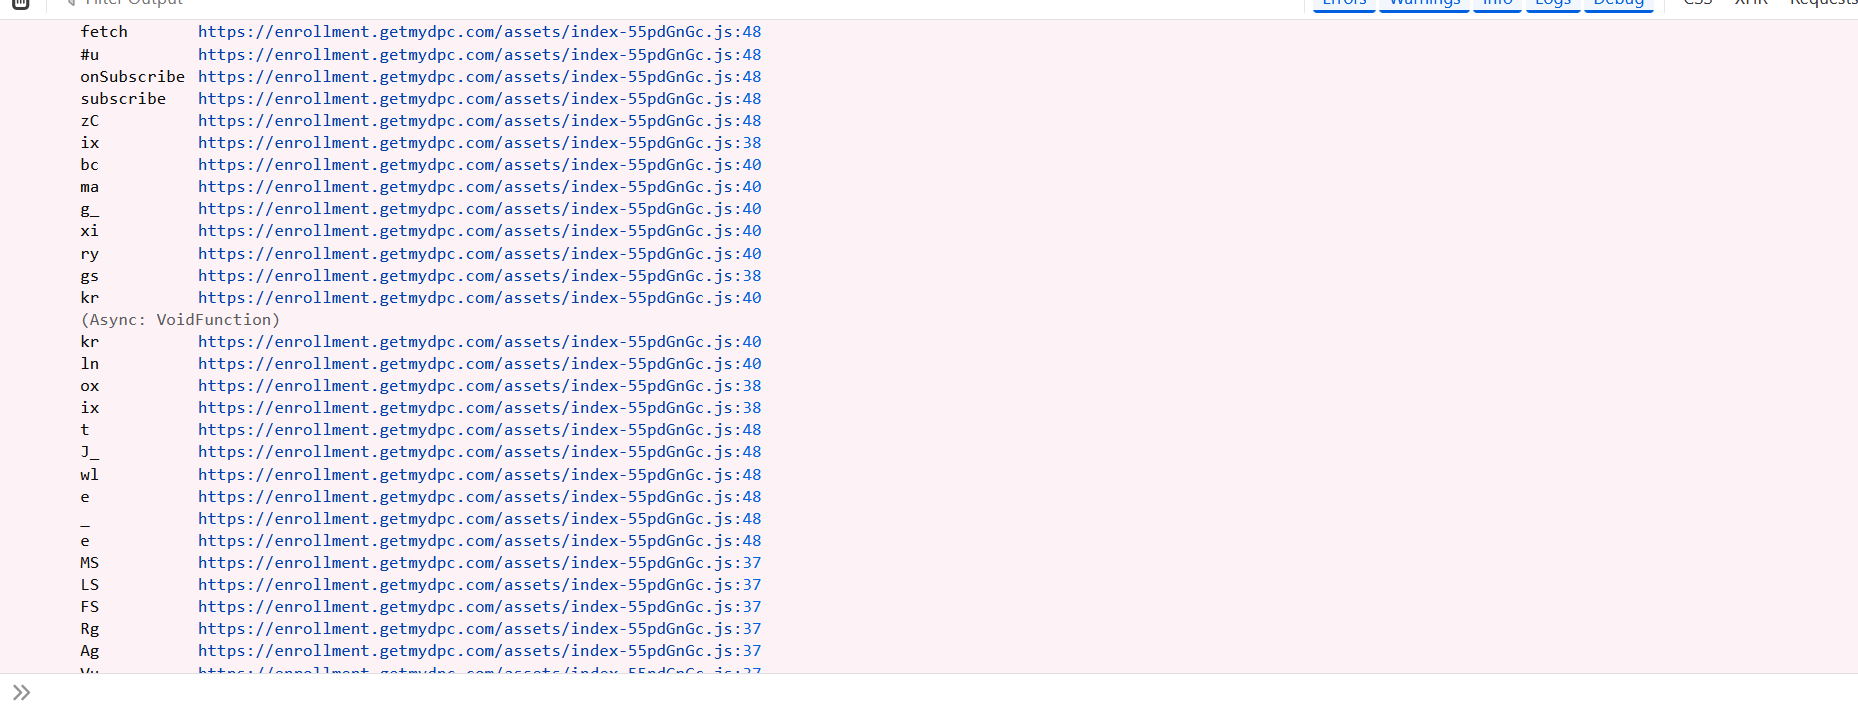 Filter Output Errors Warnings Info Logs Debug CSS XHR Requests
fetch https://enrollment.getmydpc.com/assets/index-55pdGnGc.js:48
#u https://enrollment.getmydpc.com/assets/index-55pdGnGc.js:48
onSubscribe https://enrollment.getmydpc.com/assets/index-55pdGnGc.js:48
subscribe https://enrollment.getmydpc.com/assets/index-55pdGnGc.js:48
zC https://enrollment.getmydpc.com/assets/index-55pdGnGc.js:48
ix https://enrollment.getmydpc.com/assets/index-55pdGnGc.js:38
bc https://enrollment.getmydpc.com/assets/index-55pdGnGc.js:40
ma https://enrollment.getmydpc.com/assets/index-55pdGnGc.js:40
g_ https://enrollment.getmydpc.com/assets/index-55pdGnGc.js:40
xi https://enrollment.getmydpc.com/assets/index-55pdGnGc.js:40
ry https://enrollment.getmydpc.com/assets/index-55pdGnGc.js:40
gs https://enrollment.getmydpc.com/assets/index-55pdGnGc.js:38
kr https://enrollment.getmydpc.com/assets/index-55pdGnGc.js:40
(Async: VoidFunction)
kr https://enrollment.getmydpc.com/assets/index-55pdGnGc.js:40
ln https://enrollment.getmydpc.com/assets/index-55pdGnGc.js:40
ox https://enrollment.getmydpc.com/assets/index-55pdGnGc.js:38
ix https://enrollment.getmydpc.com/assets/index-55pdGnGc.js:38
t https://enrollment.getmydpc.com/assets/index-55pdGnGc.js:48
J_ https://enrollment.getmydpc.com/assets/index-55pdGnGc.js:48
wl https://enrollment.getmydpc.com/assets/index-55pdGnGc.js:48
e https://enrollment.getmydpc.com/assets/index-55pdGnGc.js:48
_ https://enrollment.getmydpc.com/assets/index-55pdGnGc.js:48
e https://enrollment.getmydpc.com/assets/index-55pdGnGc.js:48
MS https://enrollment.getmydpc.com/assets/index-55pdGnGc.js:37
LS https://enrollment.getmydpc.com/assets/index-55pdGnGc.js:37
FS https://enrollment.getmydpc.com/assets/index-55pdGnGc.js:37
Rg https://enrollment.getmydpc.com/assets/index-55pdGnGc.js:37
Ag https://enrollment.getmydpc.com/assets/index-55pdGnGc.js:37
https://enrollment.getmydpc.com/assets/index-55pdGnGc.js:37